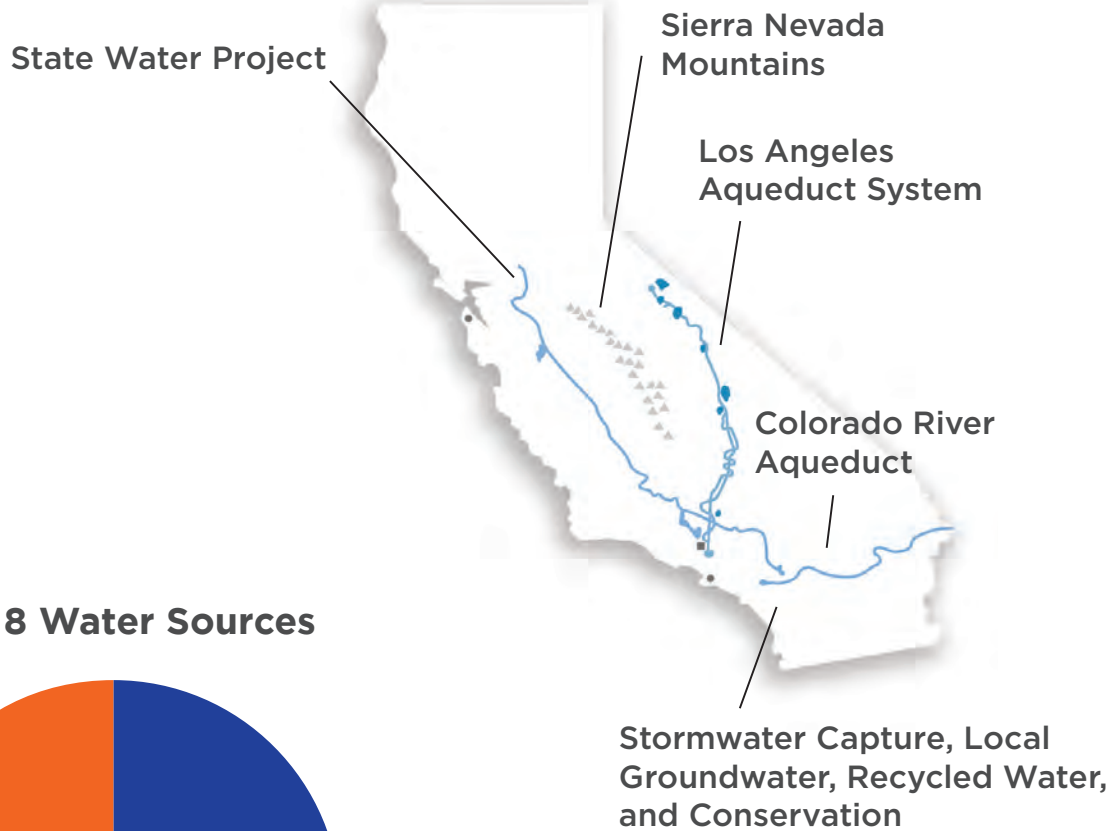 State Water Project
Sierra Nevada
Mountains
Los Angeles
Aqueduct System
Colorado River
Aqueduct
8 Water Sources
Stormwater Capture, Local
Groundwater, Recycled Water,
and Conservation